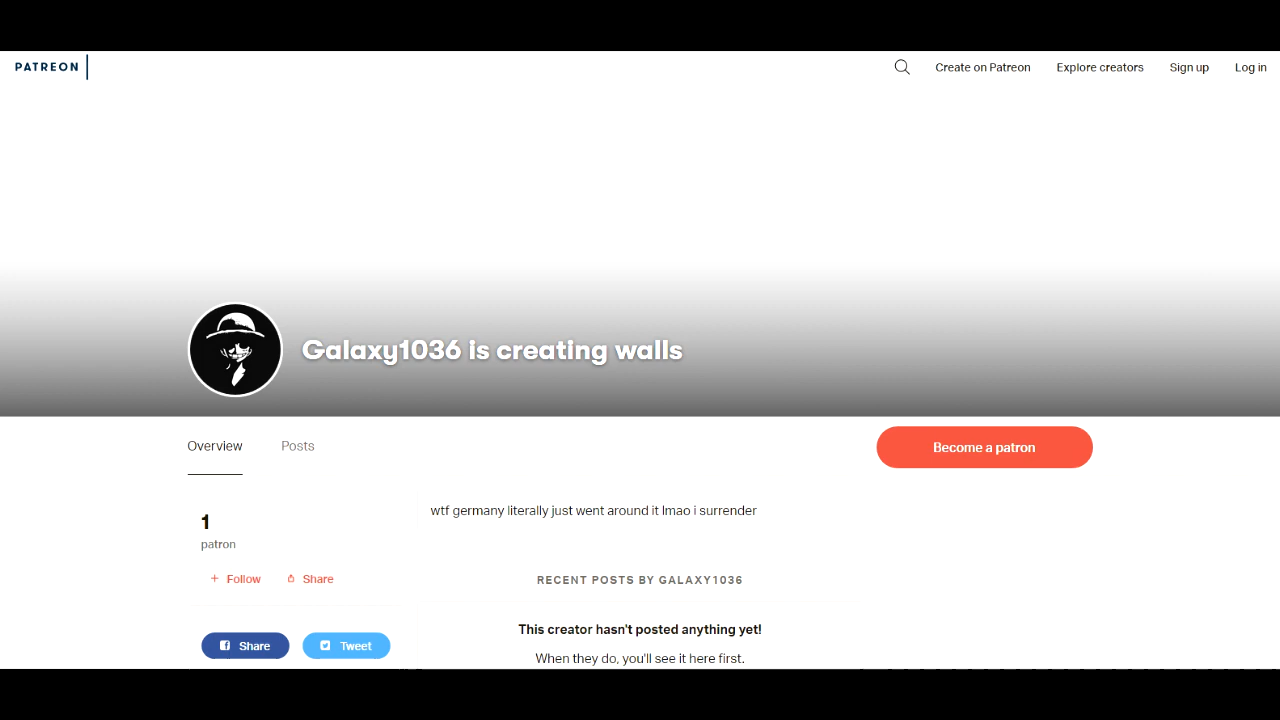 PATREON
Create on Patreon
Explore creators
Sign up
Log in
Galaxy1036 is creating walls
Overview
Posts
Become a patron
1
patron
wtf germany literally just went around it lmao i surrender
+ Follow
Share
RECENT POSTS BY GALAXY1036
Share
Tweet
This creator hasn't posted anything yet!
When they do, you'll see it here first.